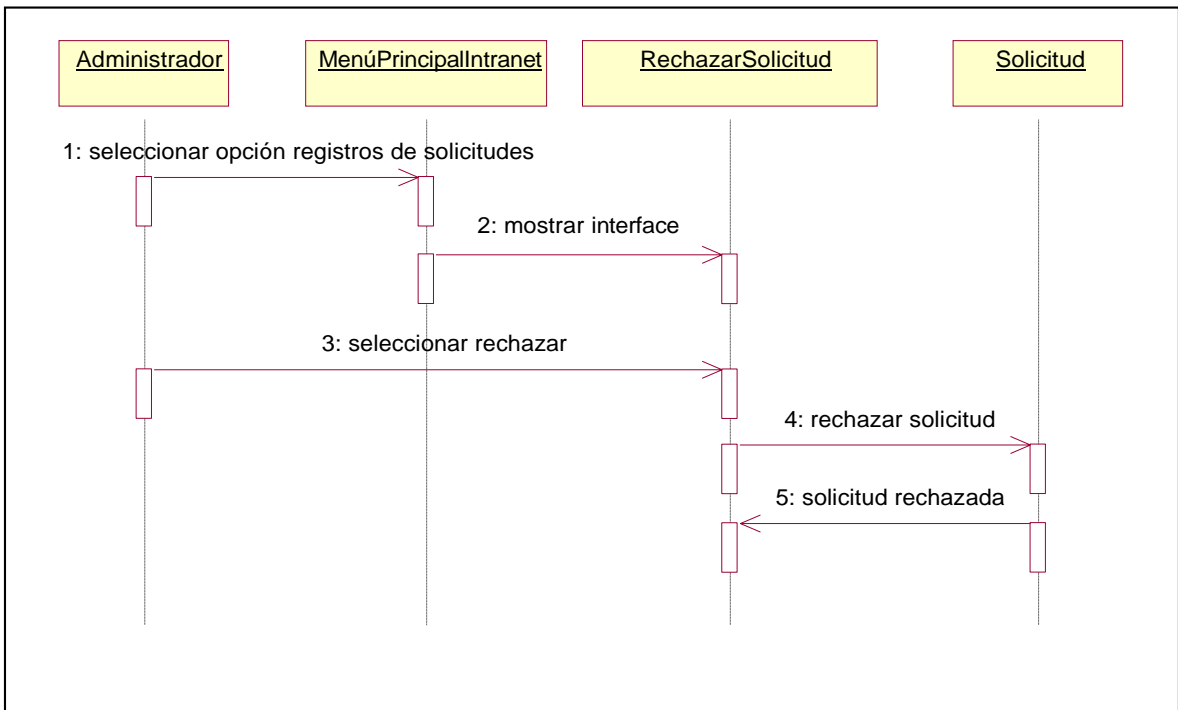 Administrador
MenúPrincipalIntranet
RechazarSolicitud
Solicitud
1: seleccionar opción registros de solicitudes
2: mostrar interface
3: seleccionar rechazar
4: rechazar solicitud
5: solicitud rechazada